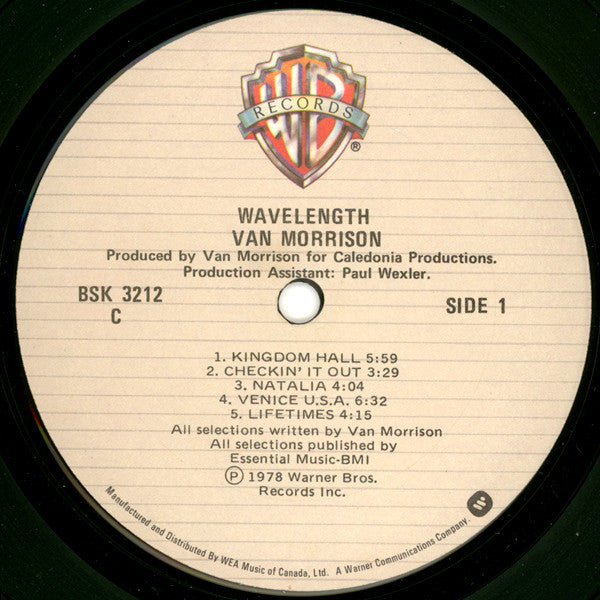 WB
RECORDS
®
WAVELENGTH
VAN MORRISON
Produced by Van Morrison for Caledonia Productions.
Production Assistant: Paul Wexler.
BSK 3212
C
SIDE 1
1. KINGDOM HALL 5:59
2. CHECKIN' IT OUT 3:29
3. NATALIA 4:04
4. VENICE U.S.A. 6:32
5. LIFETIMES 4:15
All selections written by Van Morrison
All selections published by
Essential Music-BMI
Ⓟ 1978 Warner Bros.
Records Inc.
Manufactured and Distributed By WEA Music of Canada, Ltd. A Warner Communications Company.